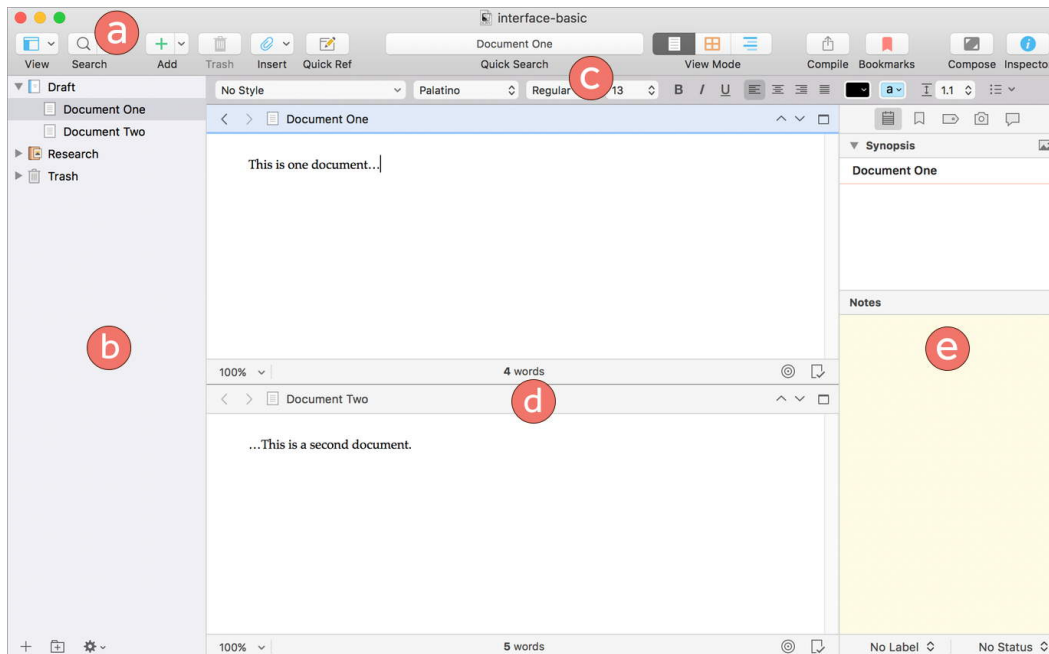 interface-basic
a
Document One
View Search Add Trash Insert Quick Ref Quick Search View Mode Compile Bookmarks Compose Inspecto
c
Draft
No Style Palatino Regular 13 B I U a 1.1
Document One
Document One
Document Two
Research
Trash
This is one document…
Synopsis
Document One
Notes
b
e
100% 4 words
d
Document Two
…This is a second document.
100% 5 words
No Label No Status